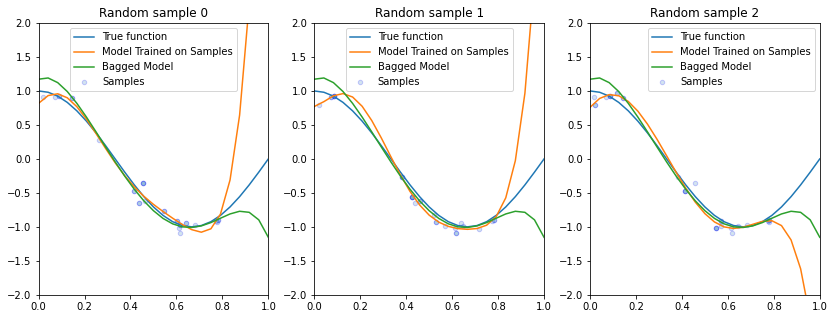 Random sample 0
True function
Model Trained on Samples
Bagged Model
Samples
2.0
1.5
1.0
0.5
0.0
−0.5
−1.0
−1.5
−2.0
0.0 0.2 0.4 0.6 0.8 1.0
Random sample 1
True function
Model Trained on Samples
Bagged Model
Samples
2.0
1.5
1.0
0.5
0.0
−0.5
−1.0
−1.5
−2.0
0.0 0.2 0.4 0.6 0.8 1.0
Random sample 2
True function
Model Trained on Samples
Bagged Model
Samples
2.0
1.5
1.0
0.5
0.0
−0.5
−1.0
−1.5
−2.0
0.0 0.2 0.4 0.6 0.8 1.0